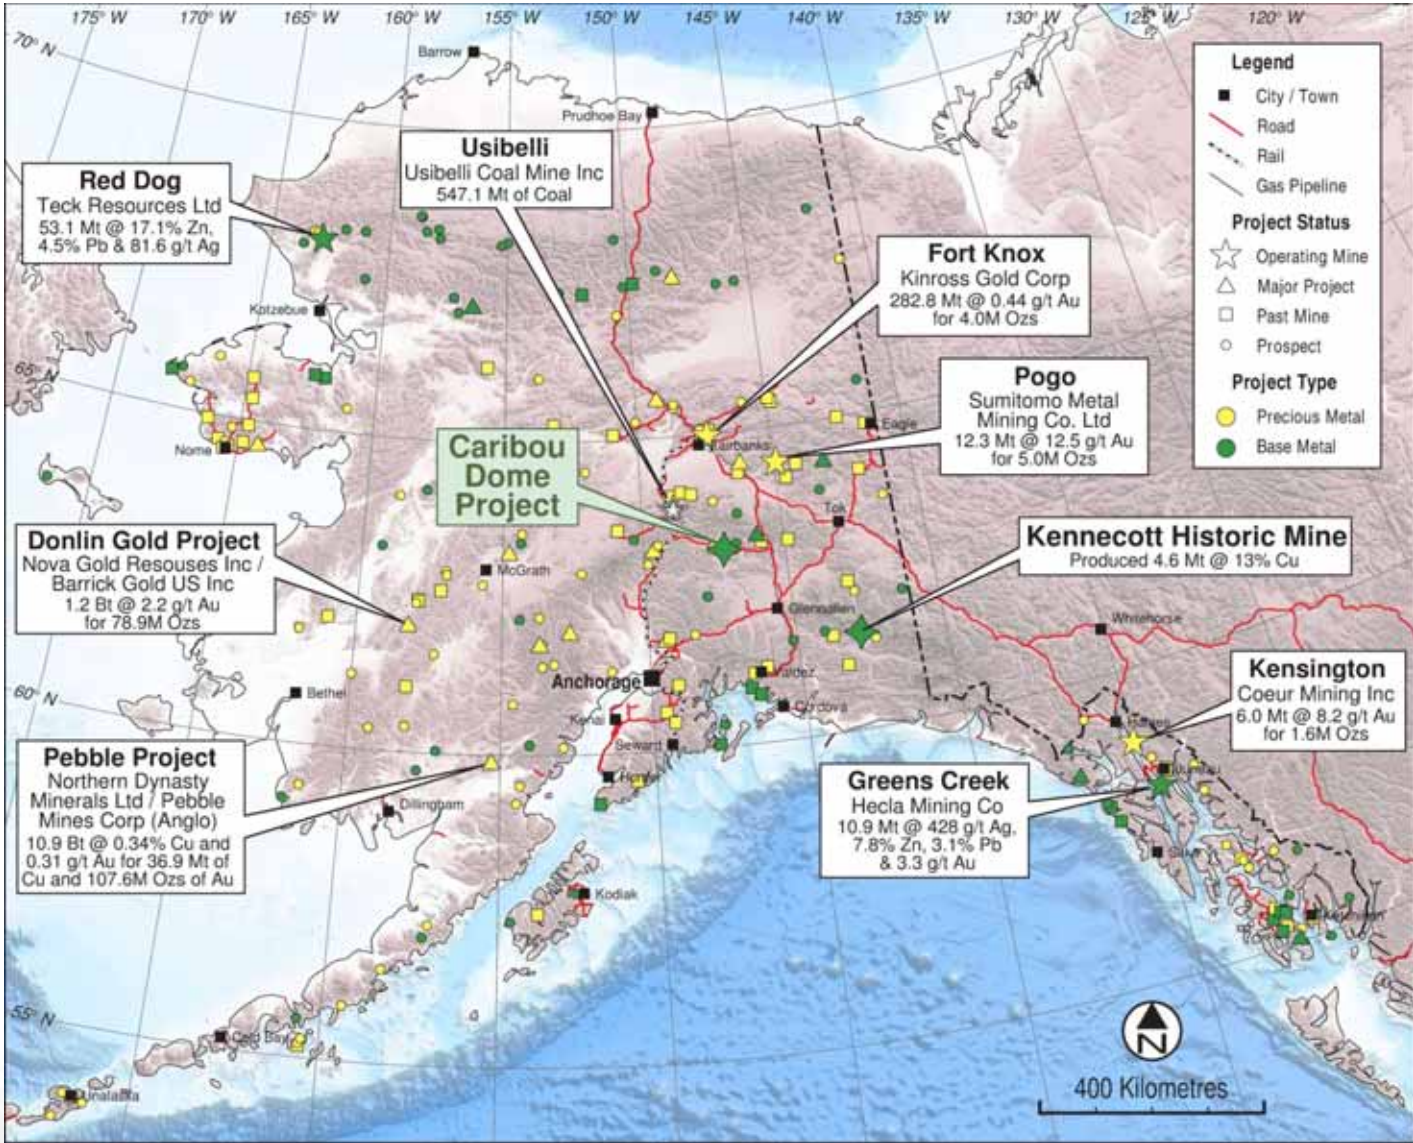 175° W
170° W
165° W
160° W
155° W
150° W
145° W
140° W
135° W
130° W
125° W
120° W
70° N
65° N
60° N
55° N
Barrow
Prudhoe Bay
Usibelli
Usibelli Coal Mine Inc
547.1 Mt of Coal
Red Dog
Teck Resources Ltd
53.1 Mt @ 17.1% Zn,
4.5% Pb & 81.6 g/t Ag
Kotzebue
Fort Knox
Kinross Gold Corp
282.8 Mt @ 0.44 g/t Au
for 4.0M Ozs
Pogo
Sumitomo Metal
Mining Co. Ltd
12.3 Mt @ 12.5 g/t Au
for 5.0M Ozs
Legend
City / Town
Road
Rail
Gas Pipeline
Project Status
Operating Mine
Major Project
Past Mine
Prospect
Project Type
Precious Metal
Base Metal
Nome
Fairbanks
Eagle
Caribou
Dome
Project
Tok
Donlin Gold Project
Nova Gold Resouses Inc /
Barrick Gold US Inc
1.2 Bt @ 2.2 g/t Au
for 78.9M Ozs
McGrath
Kennecott Historic Mine
Produced 4.6 Mt @ 13% Cu
Glennallen
Whitehorse
Bethel
Anchorage
Valdez
Cordova
Kenai
Seward
Homer
Kensington
Coeur Mining Inc
6.0 Mt @ 8.2 g/t Au
for 1.6M Ozs
Haines
Juneau
Pebble Project
Northern Dynasty
Minerals Ltd / Pebble
Mines Corp (Anglo)
10.9 Bt @ 0.34% Cu and
0.31 g/t Au for 36.9 Mt of
Cu and 107.6M Ozs of Au
Dillingham
Greens Creek
Hecla Mining Co
10.9 Mt @ 428 g/t Ag,
7.8% Zn, 3.1% Pb
& 3.3 g/t Au
Sitka
Kodiak
Ketchikan
Cold Bay
Unalaska
N
400 Kilometres